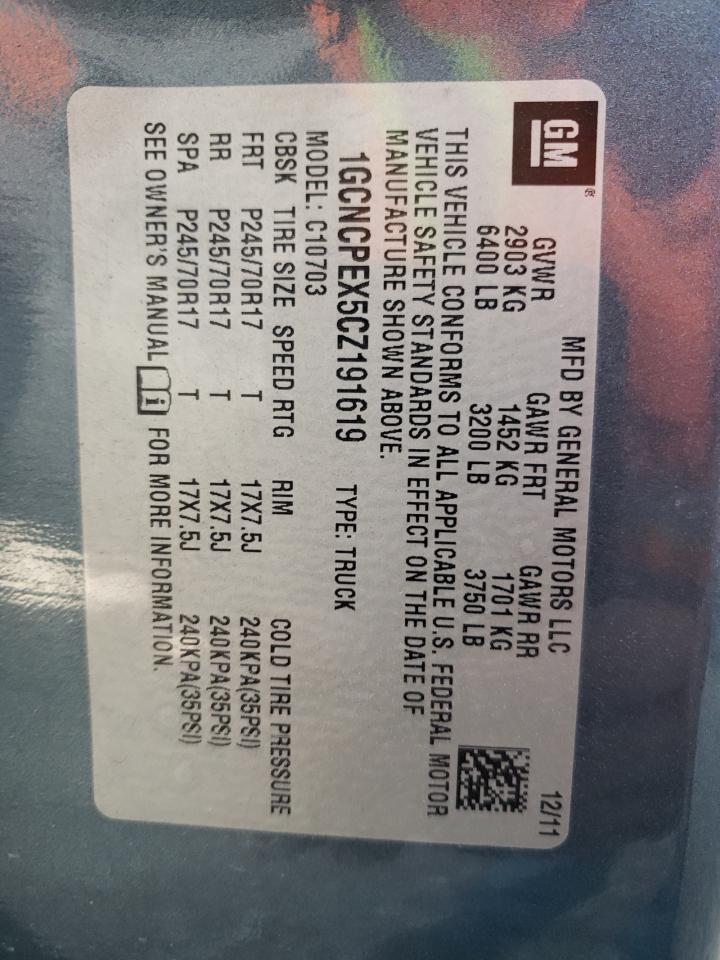 GM®
MFD BY GENERAL MOTORS LLC 12/11
GVWR GAWR FRT GAWR RR
2903 KG 1452 KG 1701 KG
6400 LB 3200 LB 3750 LB
THIS VEHICLE CONFORMS TO ALL APPLICABLE U.S. FEDERAL MOTOR
VEHICLE SAFETY STANDARDS IN EFFECT ON THE DATE OF
MANUFACTURE SHOWN ABOVE.
1GCNCPEX5CZ191619 TYPE: TRUCK
MODEL: C10703
CBSK TIRE SIZE SPEED RTG RIM COLD TIRE PRESSURE
FRT P245/70R17 T 17X7.5J 240KPA(35PSI)
RR P245/70R17 T 17X7.5J 240KPA(35PSI)
SPA P245/70R17 T 17X7.5J 240KPA(35PSI)
SEE OWNER'S MANUAL i FOR MORE INFORMATION.